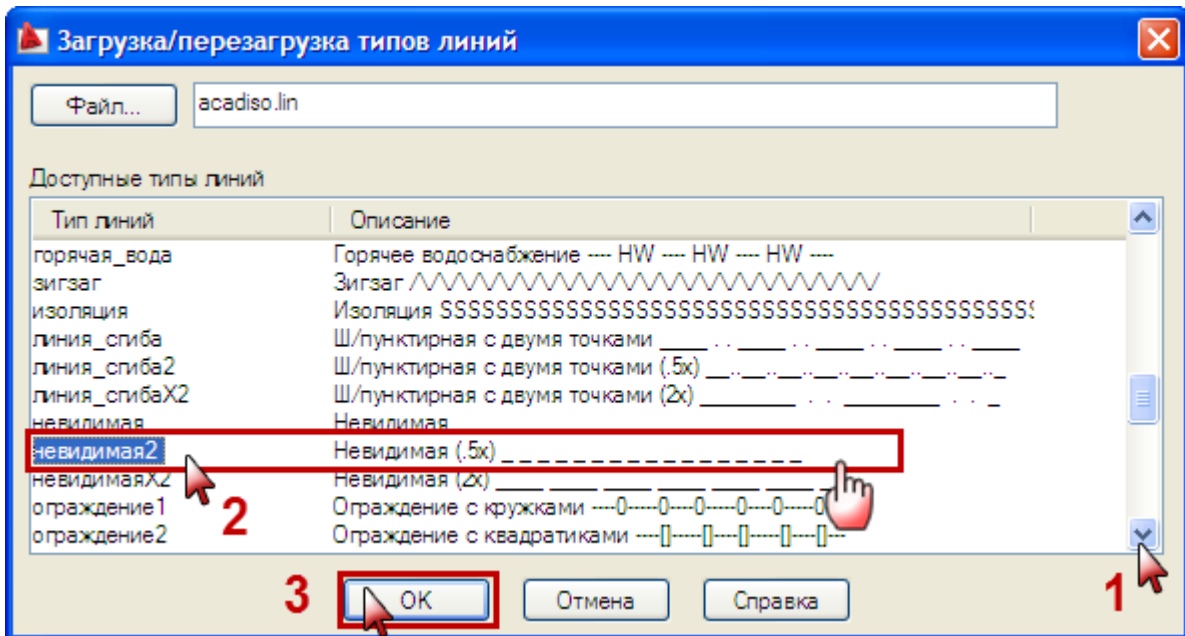 Загрузка/перезагрузка типов линий
Файл... acadiso.lin
Доступные типы линий
Тип линий Описание
горячая_вода Горячее водоснабжение ---- HW ---- HW ---- HW ----
зигзаг Зигзаг /\/\/\/\/\/\/\/\/\/\/\/\/\/\/\/\/\/\/\/\/\/\/\/\/\/
изоляция Изоляция SSSSSSSSSSSSSSSSSSSSSSSSSSSSSSSSSSSSSSSSSSSS
линия_сгиба Ш/пунктирная с двумя точками ____ . . ____ . . ____ . . ____ . . ____
линия_сгиба2 Ш/пунктирная с двумя точками (.5x) __..__..__..__..__..__..__..__.._
линия_сгибаX2 Ш/пунктирная с двумя точками (2x) ________ . . ________ . . _
невидимая Невидимая
невидимая2 Невидимая (.5x) _ _ _ _ _ _ _ _ _ _ _ _ _ _ _ _ _
невидимаяX2 Невидимая (2x) ____ ____ ____ ____ ____ ____
ограждение1 Ограждение с кружками ----0-----0----0-----0----0-----0
ограждение2 Ограждение с квадратиками ----[]-----[]----[]-----[]----[]---
2
1
3 OK Отмена Справка